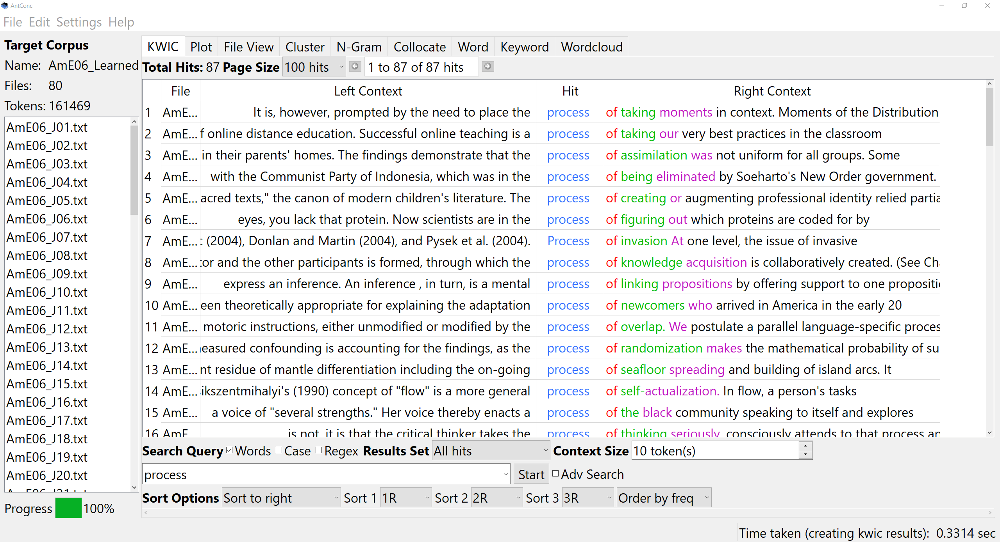 AntConc
File Edit Settings Help
Target Corpus
Name: AmE06_Learned
Files: 80
Tokens: 161469
AmE06_J01.txt
AmE06_J02.txt
AmE06_J03.txt
AmE06_J04.txt
AmE06_J05.txt
AmE06_J06.txt
AmE06_J07.txt
AmE06_J08.txt
AmE06_J09.txt
AmE06_J10.txt
AmE06_J11.txt
AmE06_J12.txt
AmE06_J13.txt
AmE06_J14.txt
AmE06_J15.txt
AmE06_J16.txt
AmE06_J17.txt
AmE06_J18.txt
AmE06_J19.txt
AmE06_J20.txt
Progress 100%
KWIC Plot File View Cluster N-Gram Collocate Word Keyword Wordcloud
Total Hits: 87 Page Size 100 hits 1 to 87 of 87 hits
File Left Context Hit Right Context
1 AmE... It is, however, prompted by the need to place the process of taking moments in context. Moments of the Distribution
2 AmE... f online distance education. Successful online teaching is a process of taking our very best practices in the classroom
3 AmE... in their parents' homes. The findings demonstrate that the process of assimilation was not uniform for all groups. Some
4 AmE... with the Communist Party of Indonesia, which was in the process of being eliminated by Soeharto's New Order government.
5 AmE... acred texts," the canon of modern children's literature. The process of creating or augmenting professional identity relied partia
6 AmE... eyes, you lack that protein. Now scientists are in the process of figuring out which proteins are coded for by
7 AmE... (2004), Donlan and Martin (2004), and Pysek et al. (2004). Process of invasion At one level, the issue of invasive
8 AmE... tor and the other participants is formed, through which the process of knowledge acquisition is collaboratively created. (See Cha
9 AmE... express an inference. An inference , in turn, is a mental process of linking propositions by offering support to one propositi
10 AmE... een theoretically appropriate for explaining the adaptation process of newcomers who arrived in America in the early 20
11 AmE... motoric instructions, either unmodified or modified by the process of overlap. We postulate a parallel language-specific proces
12 AmE... easured confounding is accounting for the findings, as the process of randomization makes the mathematical probability of su
13 AmE... nt residue of mantle differentiation including the on-going process of seafloor spreading and building of island arcs. It
14 AmE... ikszentmihalyi's (1990) concept of "flow" is a more general process of self-actualization. In flow, a person's tasks
15 AmE... a voice of "several strengths." Her voice thereby enacts a process of the black community speaking to itself and explores
16 AmE... is not, it is that the critical thinker takes the process of thinking seriously, consciously attends to that process an
Search Query Words Case Regex Results Set All hits Context Size 10 token(s)
process Start Adv Search
Sort Options Sort to right Sort 1 1R Sort 2 2R Sort 3 3R Order by freq
Time taken (creating kwic results): 0.3314 sec